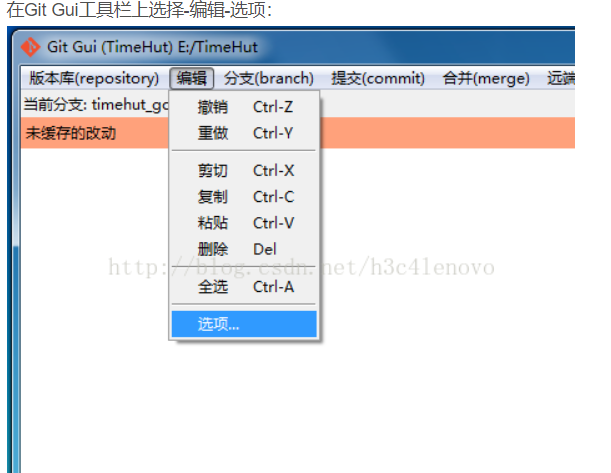 在Git Gui工具栏上选择-编辑-选项：
Git Gui (TimeHut) E:/TimeHut
版本库(repository) 编辑 分支(branch) 提交(commit) 合并(merge) 远端
当前分支: timehut_go
未缓存的改动
撤销 Ctrl-Z
重做 Ctrl-Y
剪切 Ctrl-X
复制 Ctrl-C
粘贴 Ctrl-V
删除 Del
http://blog.csdn.net/h3c4lenovo
全选 Ctrl-A
选项...